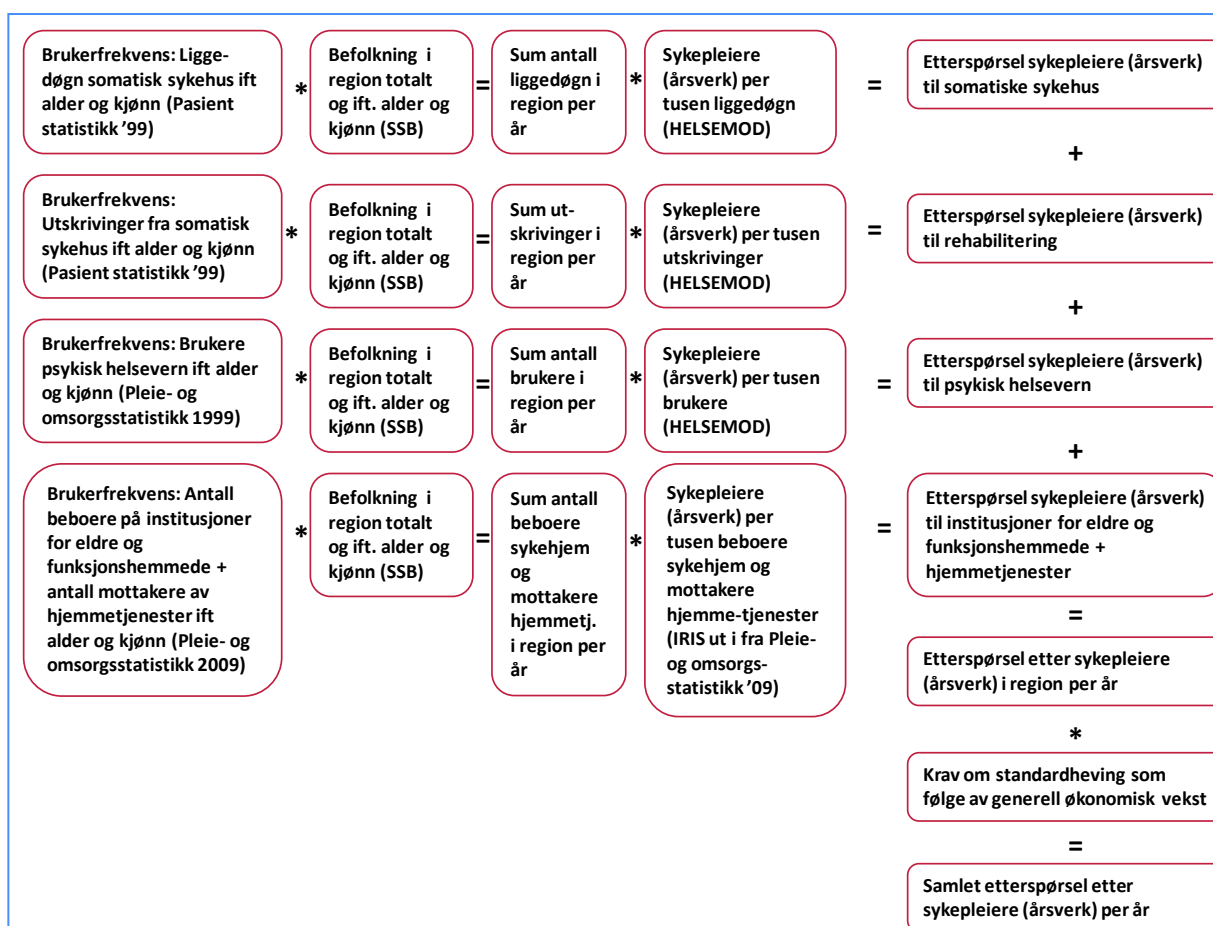 Brukerfrekvens: Ligge-
døgn somatisk sykehus ift
alder og kjønn (Pasient
statistikk ’99)
*
Befolkning i
region totalt
og ift. alder og
kjønn (SSB)
=
Sum antall
liggedøgn i
region per
år
*
Sykepleiere
(årsverk) per
tusen liggedøgn
(HELSEMOD)
=
Etterspørsel sykepleiere (årsverk)
til somatiske sykehus
+
Brukerfrekvens:
Utskrivinger fra somatisk
sykehus ift alder og kjønn
(Pasient statistikk ’99)
*
Befolkning i
region totalt
og ift. alder og
kjønn (SSB)
=
Sum ut-
skrivinger i
region per
år
*
Sykepleiere
(årsverk) per tusen
utskrivinger
(HELSEMOD)
=
Etterspørsel sykepleiere (årsverk)
til rehabilitering
+
Brukerfrekvens: Brukere
psykisk helsevern ift alder
og kjønn (Pleie- og
omsorgsstatistikk 1999)
*
Befolkning i
region totalt
og ift. alder og
kjønn (SSB)
=
Sum antall
brukere i
region per
år
*
Sykepleiere
(årsverk) per tusen
brukere
(HELSEMOD)
=
Etterspørsel sykepleiere (årsverk)
til psykisk helsevern
+
Brukerfrekvens: Antall
beboere på institusjoner
for eldre og
funksjonshemmede +
antall mottakere av
hjemmetjenester ift
alder og kjønn (Pleie- og
omsorgsstatistikk 2009)
*
Befolkning i
region totalt
og ift. alder og
kjønn (SSB)
=
Sum antall
beboere
sykehjem
og
mottakere
hjemmetj.
i region per
år
*
Sykepleiere
(årsverk) per
tusen beboere
sykehjem og
mottakere
hjemme-tjenester
(IRIS ut i fra Pleie-
og omsorgs-
statistikk ’09)
=
Etterspørsel sykepleiere (årsverk)
til institusjoner for eldre og
funksjonshemmede +
hjemmetjenester
=
Etterspørsel etter sykepleiere
(årsverk) i region per år
*
Krav om standardheving som
følge av generell økonomisk vekst
=
Samlet etterspørsel etter
sykepleiere (årsverk) per år